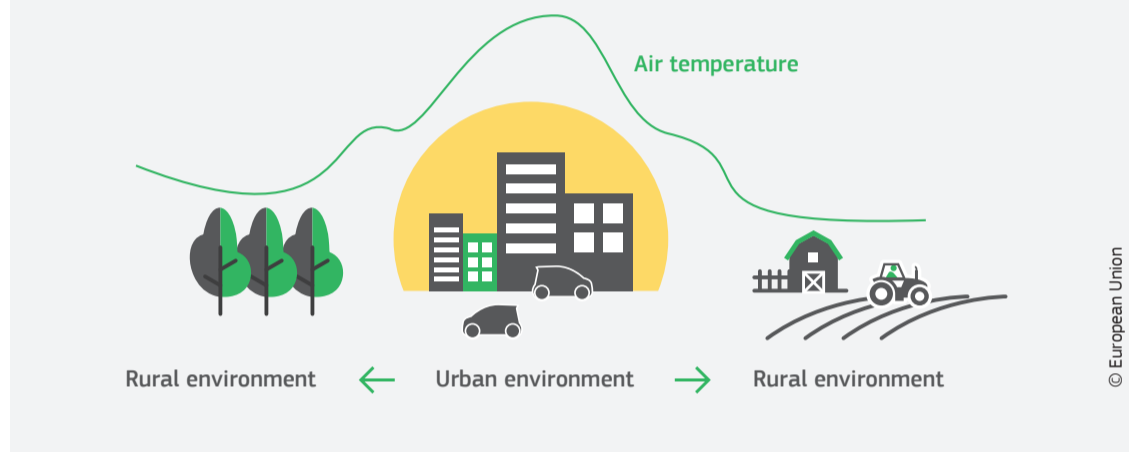 Air temperature
Rural environment
Urban environment
Rural environment
© European Union